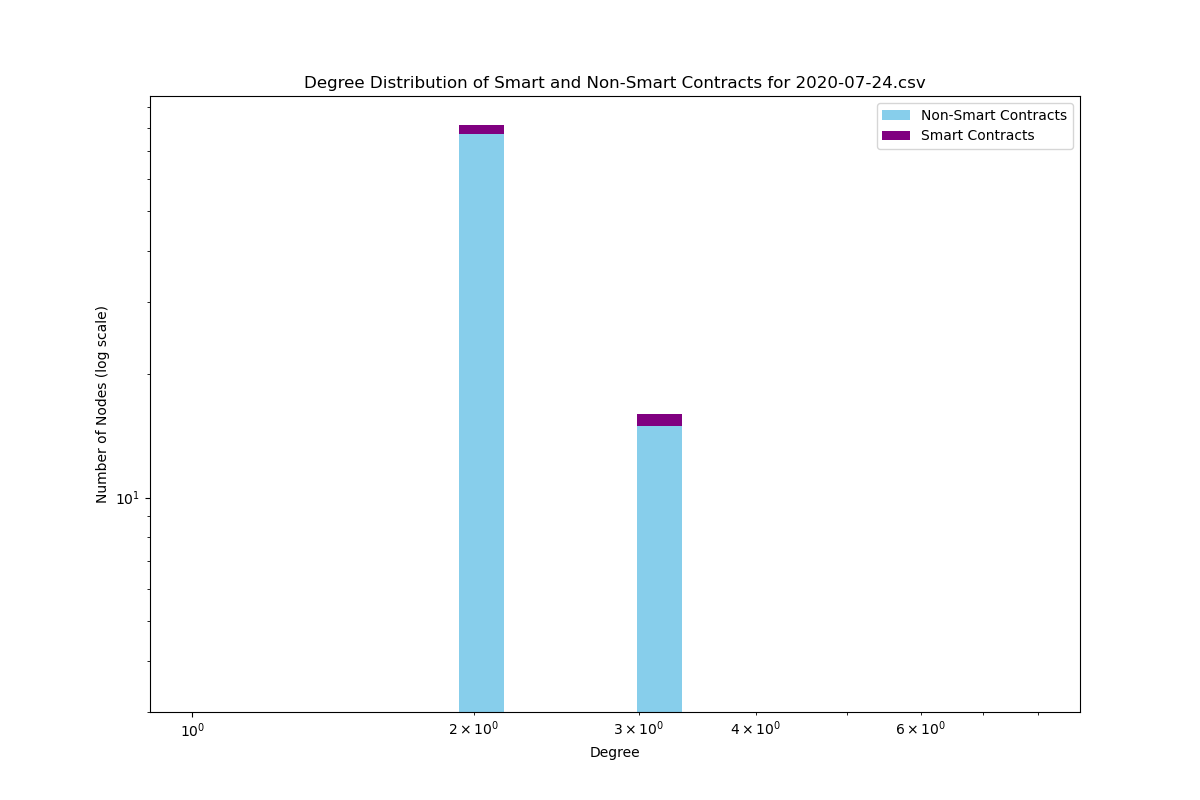 Degree Distribution of Smart and Non-Smart Contracts for 2020-07-24.csv
Non-Smart Contracts
Smart Contracts
Number of Nodes (log scale)
10¹
10⁰
2 × 10⁰
3 × 10⁰
4 × 10⁰
6 × 10⁰
Degree